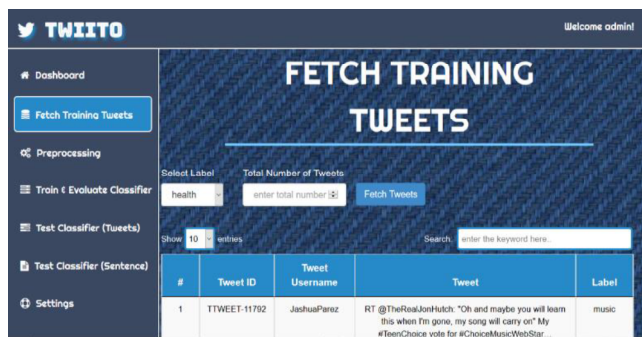 TWIITO
Welcome admin!
Dashboard
Fetch Training Tweets
Preprocessing
Train & Evaluate Classifier
Test Classifier (Tweets)
Test Classifier (Sentence)
Settings
FETCH TRAINING
TWEETS
Select Label Total Number of Tweets
health enter total number Fetch Tweets
Show 10 entries Search: enter the keyword here..
# Tweet ID Tweet Username Tweet Label
1 TTWEET-11792 JashuaParez RT @TheRealJonHutch: "Oh and maybe you will learn music
this when I'm gone, my song will carry on" My
#TeenChoice vote for #ChoiceMusicWebStar...